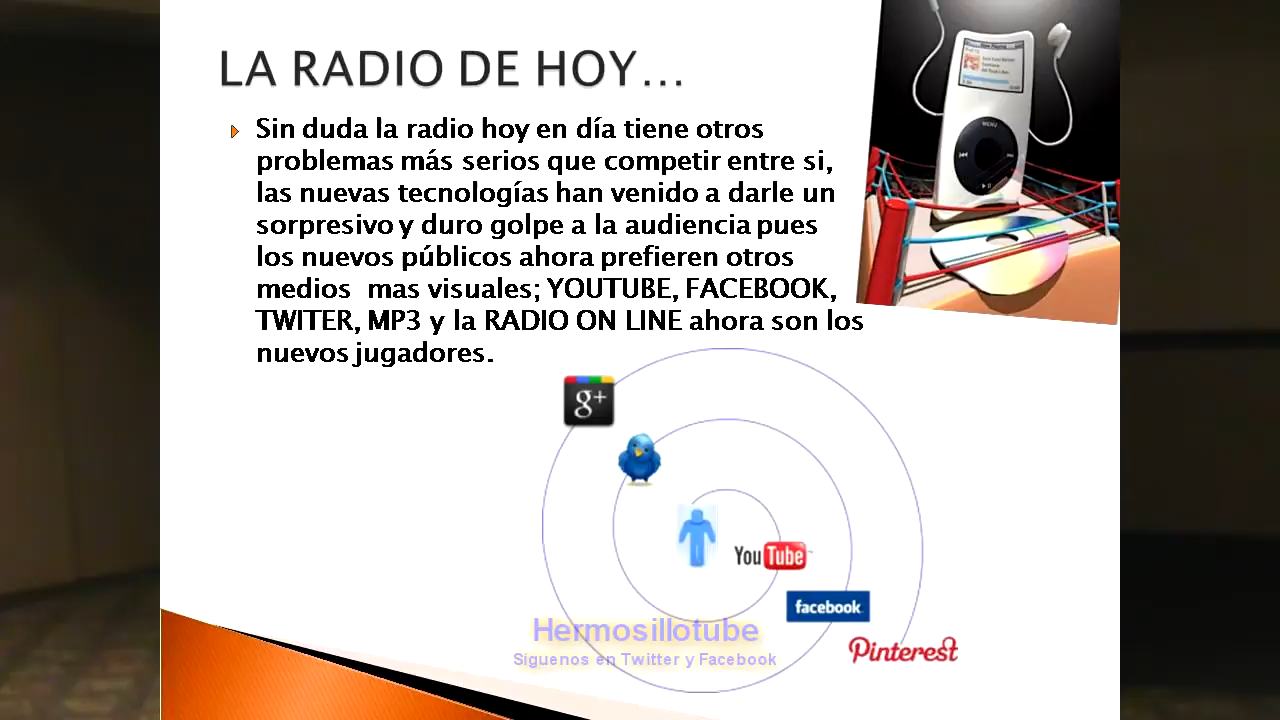 LA RADIO DE HOY...
Sin duda la radio hoy en día tiene otros
problemas más serios que competir entre si,
las nuevas tecnologías han venido a darle un
sorpresivo y duro golpe a la audiencia pues
los nuevos públicos ahora prefieren otros
medios mas visuales; YOUTUBE, FACEBOOK,
TWITER, MP3 y la RADIO ON LINE ahora son los
nuevos jugadores.
MENU
g+
YouTube
facebook
Pinterest
Hermosillotube
Síguenos en Twitter y Facebook